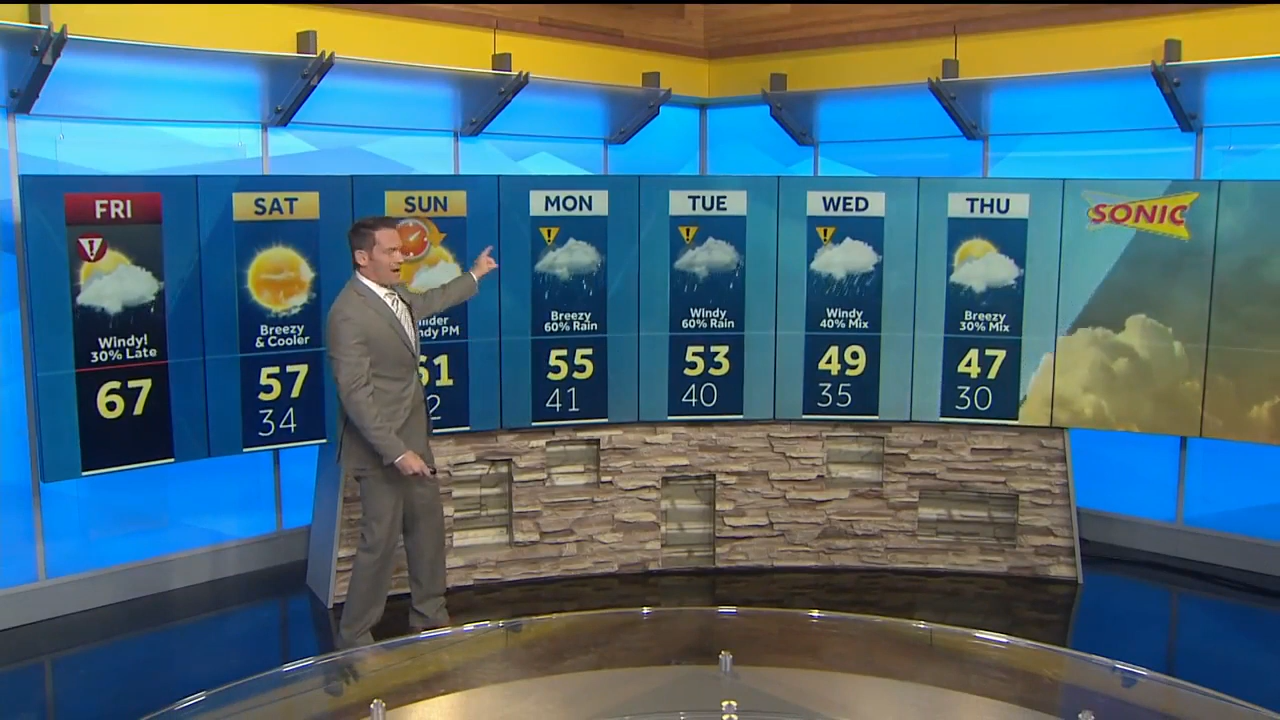 FRI
!
Windy!
30% Late
67
SAT
Breezy
& Cooler
57
34
SUN
PM
MON
!
Breezy
60% Rain
55
41
TUE
!
Windy
60% Rain
53
40
WED
!
Windy
40% Mix
49
35
THU
Breezy
30% Mix
47
30
SONIC